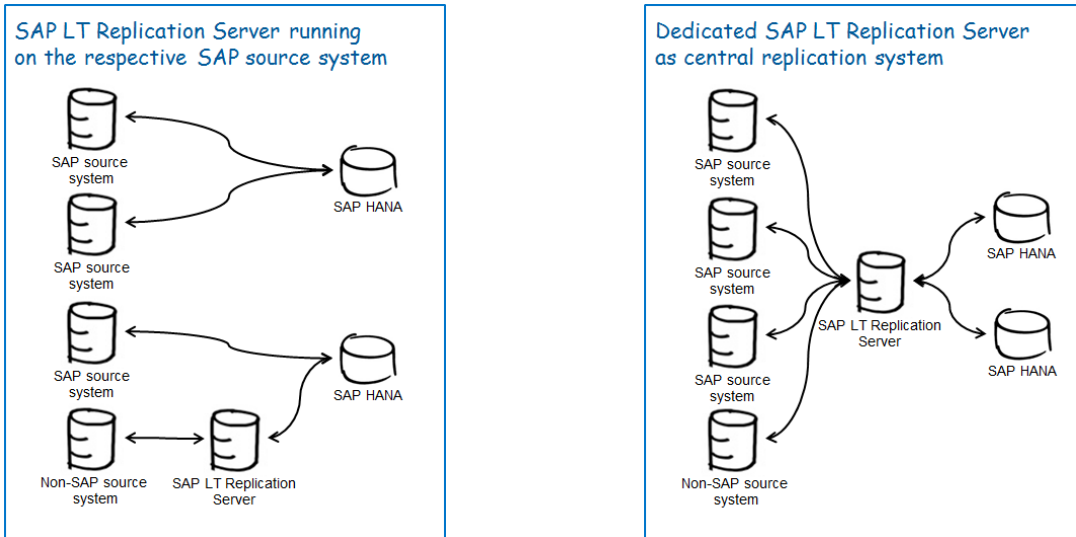 SAP LT Replication Server running
on the respective SAP source system
SAP source
system
SAP HANA
SAP source
system
SAP source
system
SAP HANA
Non-SAP source
system
SAP LT Replication
Server
Dedicated SAP LT Replication Server
as central replication system
SAP source
system
SAP source
system
SAP HANA
SAP LT Replication
Server
SAP source
system
SAP HANA
Non-SAP source
system